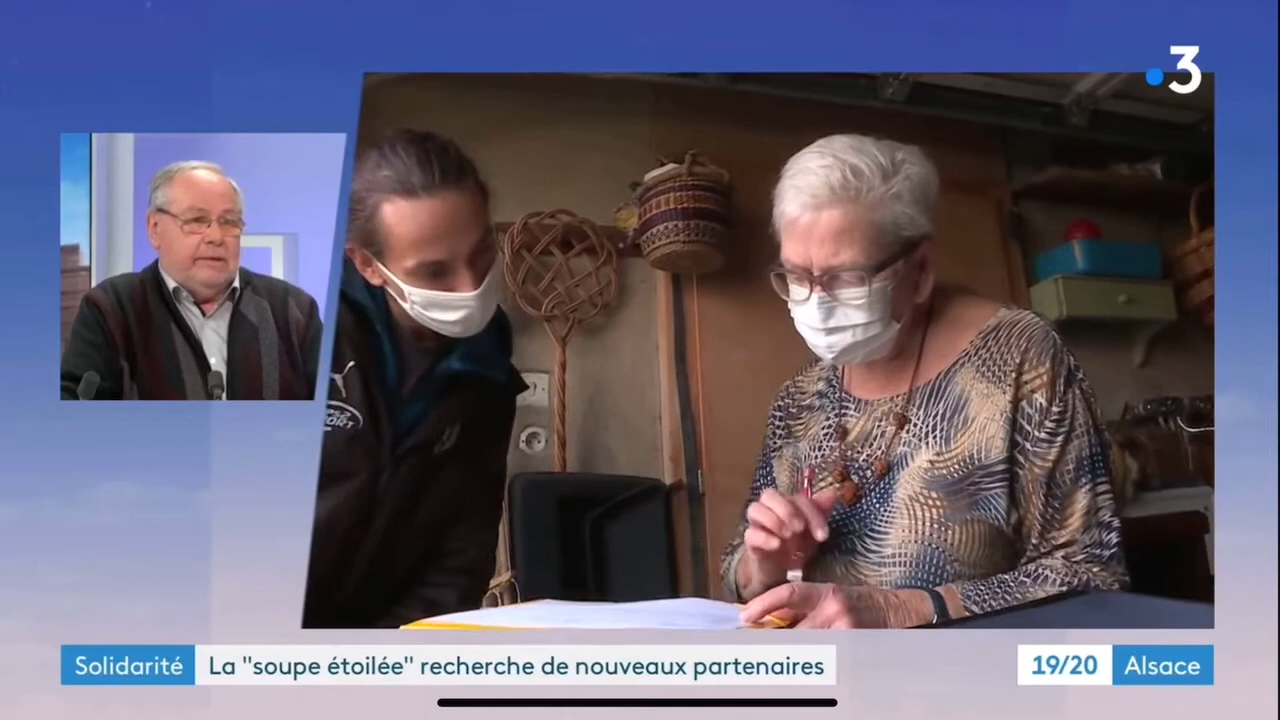 3
Solidarité
La "soupe étoilée" recherche de nouveaux partenaires
19/20
Alsace